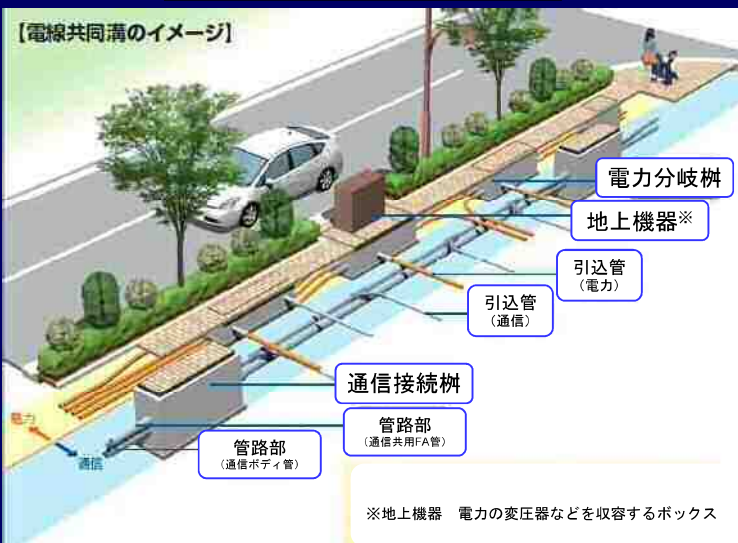 【電線共同溝のイメージ】
電力分岐桝
地上機器※
引込管
(電力)
引込管
(通信)
通信接続桝
管路部
(通信共用FA管)
管路部
(通信ボディ管)
電力
通信
※地上機器 電力の変圧器などを収容するボックス